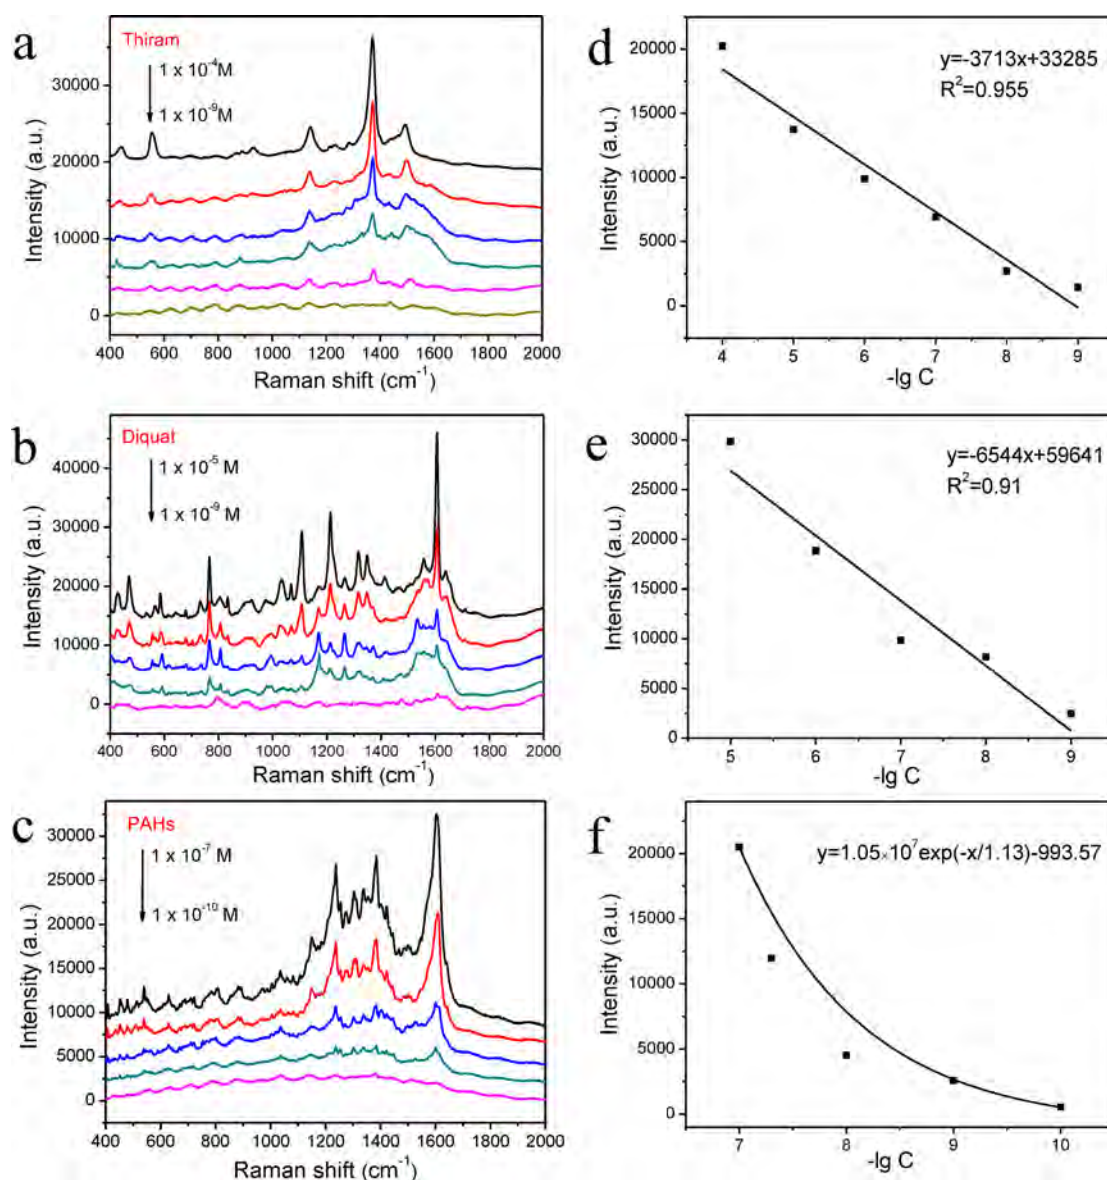 a
Thiram
1 x 10⁻⁴M
1 x 10⁻⁹M
30000
20000
10000
0
Intensity (a.u.)
400 600 800 1000 1200 1400 1600 1800 2000
Raman shift (cm⁻¹)
d
y=-3713x+33285
R²=0.955
20000
15000
10000
5000
0
Intensity (a.u.)
4 5 6 7 8 9
-lg C
b
Diquat
1 x 10⁻⁵ M
1 x 10⁻⁹ M
40000
30000
20000
10000
0
Intensity (a.u.)
400 600 800 1000 1200 1400 1600 1800 2000
Raman shift (cm⁻¹)
e
y=-6544x+59641
R²=0.91
30000
25000
20000
15000
10000
5000
0
Intensity (a.u.)
5 6 7 8 9
-lg C
c
PAHs
1 x 10⁻⁷ M
1 x 10⁻¹⁰ M
30000
25000
20000
15000
10000
5000
0
Intensity (a.u.)
400 600 800 1000 1200 1400 1600 1800 2000
Raman shift (cm⁻¹)
f
y=1.05×10⁷exp(-x/1.13)-993.57
20000
15000
10000
5000
0
Intensity (a.u.)
7 8 9 10
-lg C